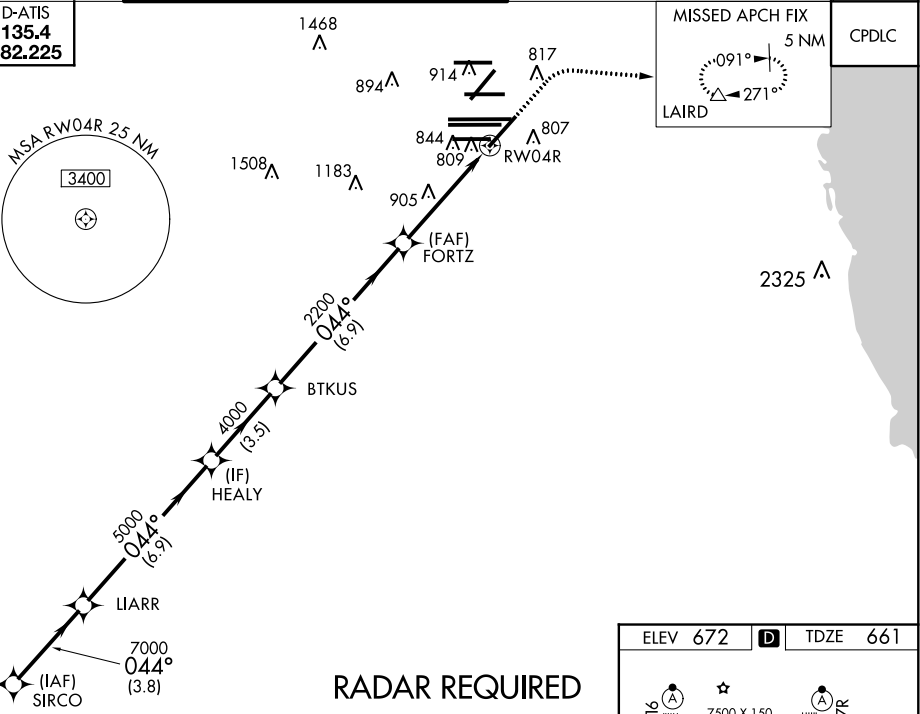 D-ATIS
135.4
82.225
1468
894
914
817
MISSED APCH FIX
5 NM
091°
271°
LAIRD
CPDLC
MSA RW04R 25 NM
3400
1508
1183
844
809
807
RW04R
905
(FAF)
FORTZ
2325
2200
044°
(6.9)
BTKUS
4000
(3.5)
(IF)
HEALY
5000
044°
(6.9)
LIARR
7000
044°
(3.8)
(IAF)
SIRCO
RADAR REQUIRED
ELEV 672
D
TDZE 661
A
A
7500 X 150